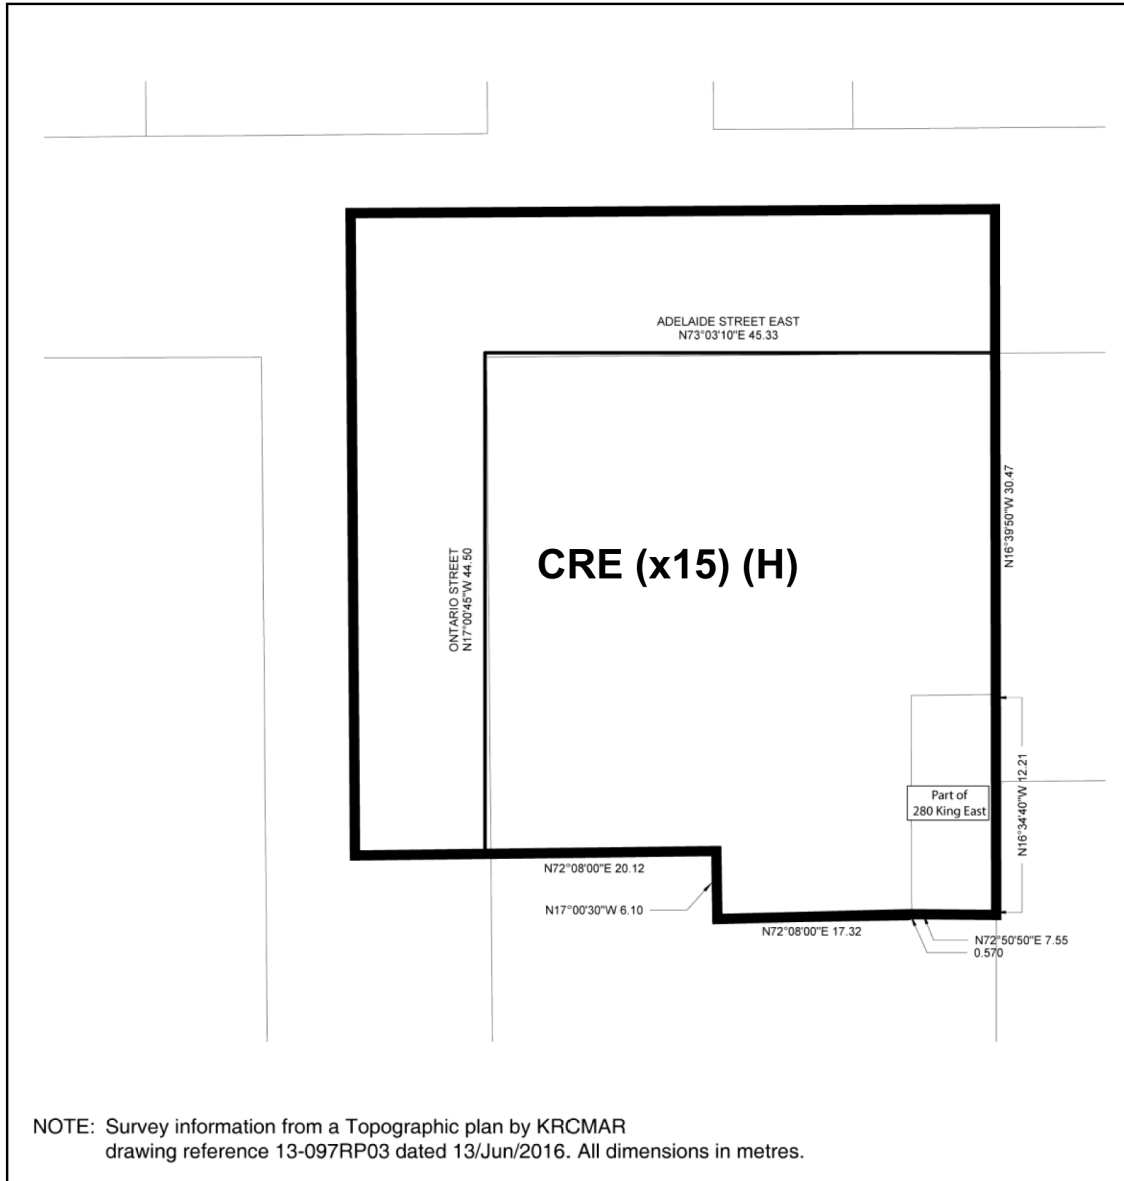 ADELAIDE STREET EAST
N73°03'10"E 45.33
N16°39'50"W 30.47
CRE (x15) (H)
ONTARIO STREET
N17°00'45"W 44.50
N16°34'40"W 12.21
Part of
280 King East
N72°08'00"E 20.12
N17°00'30"W 6.10
N72°08'00"E 17.32
N72°50'50"E 7.55
0.570
NOTE: Survey information from a Topographic plan by KRCMAR
drawing reference 13-097RP03 dated 13/Jun/2016. All dimensions in metres.